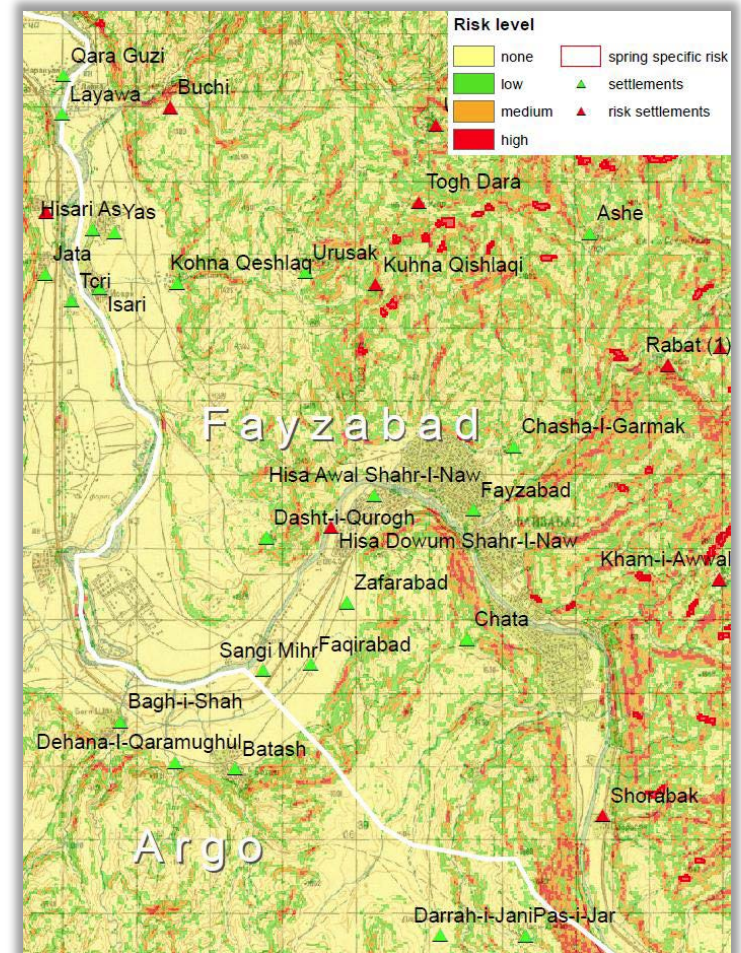 Risk level
none
low
medium
high
spring specific risk
settlements
risk settlements
Qara Guzi
Layawa
Buchi
Togh Dara
Ashe
Hisari As
Yas
Jata
Isari
Kohna Qeshlaq
Urusak
Kuhna Qishlaqi
Rabat (1)
Fayzabad
Chasha-I-Garmak
Hisa Awal Shahr-I-Naw
Fayzabad
Dasht-i-Qurogh
Hisa Dowum Shahr-I-Naw
Kham-i-Awwal
Zafarabad
Chata
Sangi Mihr
Faqirabad
Bagh-i-Shah
Dehana-I-Qaramughul
Batash
Shorabak
Argo
Darrah-i-Jani
Pas-i-Jar